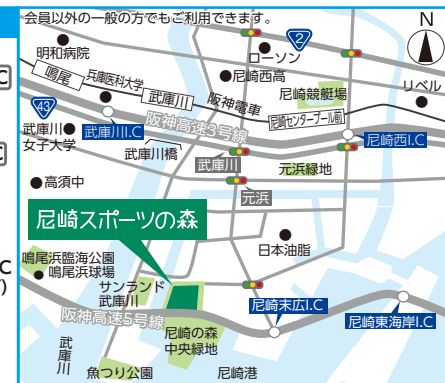 会員以外の一般の方でもご利用できます。
N
2
明和病院
ローソン
尼崎西高
鳴尾
兵庫医科大学
武庫川
阪神電車
尼崎競艇場
リベル
43
阪神高速3号線
尼崎センタープール前
武庫川
女子大学
武庫川I.C
武庫川橋
尼崎西I.C
武庫川
元浜緑地
高須中
元浜
尼崎スポーツの森
日本油脂
鳴尾浜臨海公園
鳴尾浜球場
サンランド
武庫川
阪神高速5号線
尼崎末広I.C
尼崎東海岸I.C
尼崎の森
中央緑地
武庫川
魚つり公園
尼崎港
C
C
C
)